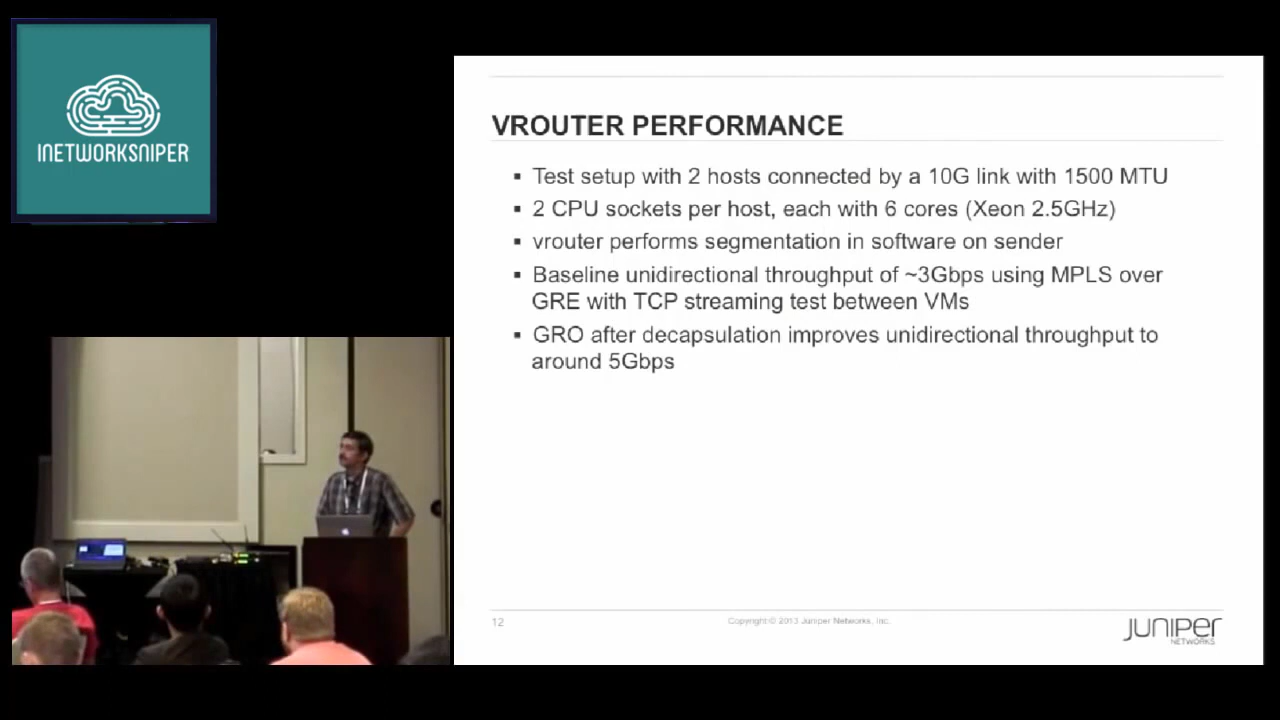 INETWORKSNIPER
VROUTER PERFORMANCE
▪ Test setup with 2 hosts connected by a 10G link with 1500 MTU
▪ 2 CPU sockets per host, each with 6 cores (Xeon 2.5GHz)
▪ vrouter performs segmentation in software on sender
▪ Baseline unidirectional throughput of ~3Gbps using MPLS over
GRE with TCP streaming test between VMs
▪ GRO after decapsulation improves unidirectional throughput to
around 5Gbps
12
Copyright © 2013 Juniper Networks, Inc.
JUNIPER
NETWORKS